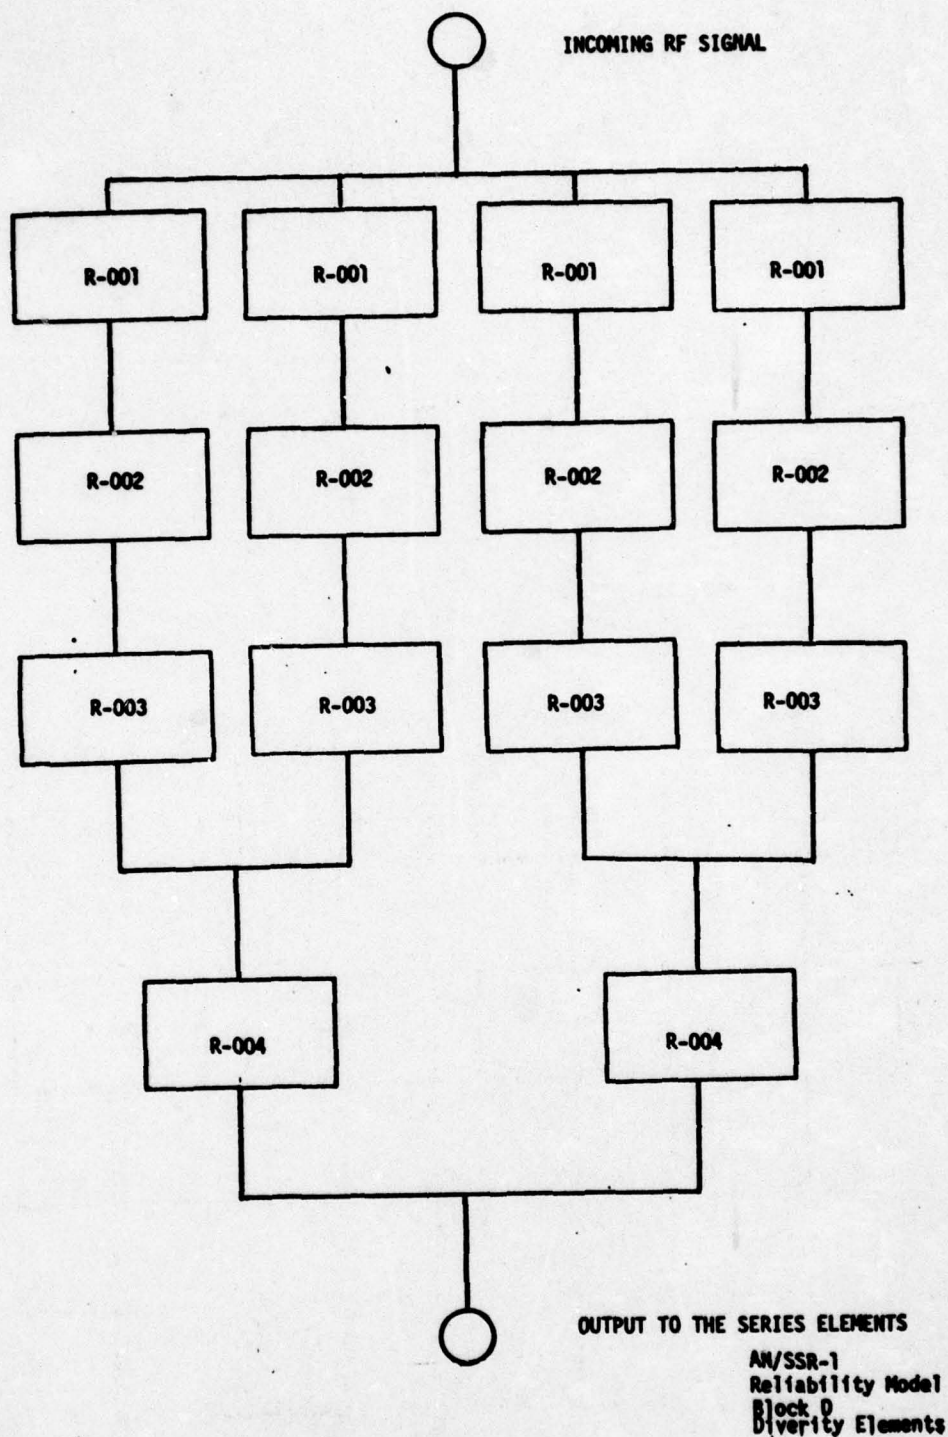 INCOMING RF SIGNAL
R-001
R-001
R-001
R-001
R-002
R-002
R-002
R-002
R-003
R-003
R-003
R-003
R-004
R-004
OUTPUT TO THE SERIES ELEMENTS
AN/SSR-1
Reliability Model
Block D
Diverity Elements